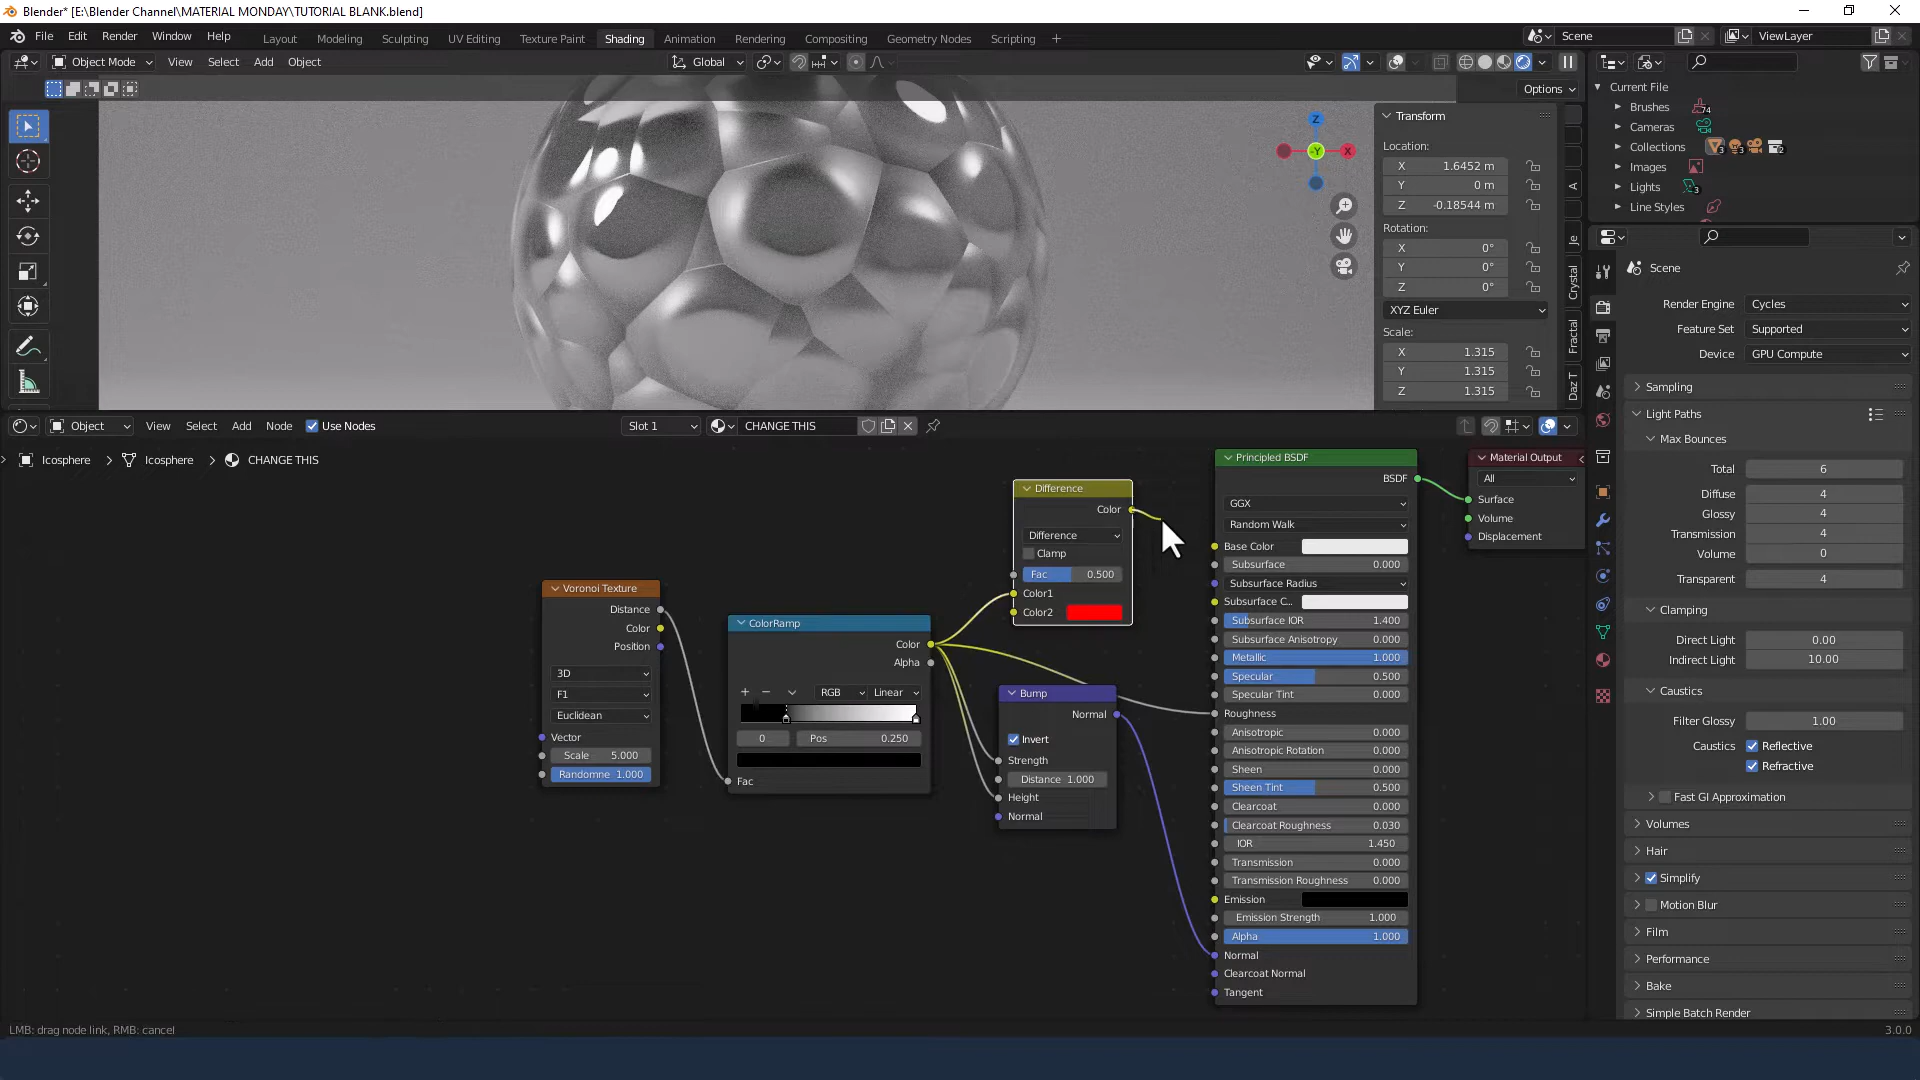 Blender* [E:\Blender Channel\MATERIAL MONDAY\TUTORIAL BLANK.blend]
File Edit Render Window Help Layout Modeling Sculpting UV Editing Texture Paint Shading Animation Rendering Compositing Geometry Nodes Scripting + Scene ViewLayer
Object Mode View Select Add Object Global
Options
Current File
Brushes 74
Cameras
Collections 3 3 2
Images
Lights 3
Line Styles
Z
-Y
X
Transform
Location:
X 1.6452 m
Y 0 m
Z -0.18544 m
Rotation:
X 0°
Y 0°
Z 0°
XYZ Euler
Scale:
X 1.315
Y 1.315
Z 1.315
A
Je
Crystal
Fractal
Daz T
Scene
Render Engine Cycles
Feature Set Supported
Device GPU Compute
Sampling
Light Paths
Max Bounces
Total 6
Diffuse 4
Glossy 4
Transmission 4
Volume 0
Transparent 4
Clamping
Direct Light 0.00
Indirect Light 10.00
Caustics
Filter Glossy 1.00
Caustics Reflective
Refractive
Fast GI Approximation
Volumes
Hair
Simplify
Motion Blur
Film
Performance
Bake
Simple Batch Render
Object View Select Add Node Use Nodes Slot 1 CHANGE THIS
Icosphere > Icosphere > CHANGE THIS
Voronoi Texture
Distance
Color
Position
3D
F1
Euclidean
Vector
Scale 5.000
Randomne 1.000
ColorRamp
Color
Alpha
+ − RGB Linear
0 Pos 0.250
Fac
Difference
Color
Difference
Clamp
Fac 0.500
Color1
Color2
Bump
Normal
Invert
Strength
Distance 1.000
Height
Normal
Principled BSDF
BSDF
GGX
Random Walk
Base Color
Subsurface 0.000
Subsurface Radius
Subsurface C...
Subsurface IOR 1.400
Subsurface Anisotropy 0.000
Metallic 1.000
Specular 0.500
Specular Tint 0.000
Roughness
Anisotropic 0.000
Anisotropic Rotation 0.000
Sheen 0.000
Sheen Tint 0.500
Clearcoat 0.000
Clearcoat Roughness 0.030
IOR 1.450
Transmission 0.000
Transmission Roughness 0.000
Emission
Emission Strength 1.000
Alpha 1.000
Normal
Clearcoat Normal
Tangent
Material Output
All
Surface
Volume
Displacement
LMB: drag node link, RMB: cancel
3.0.0